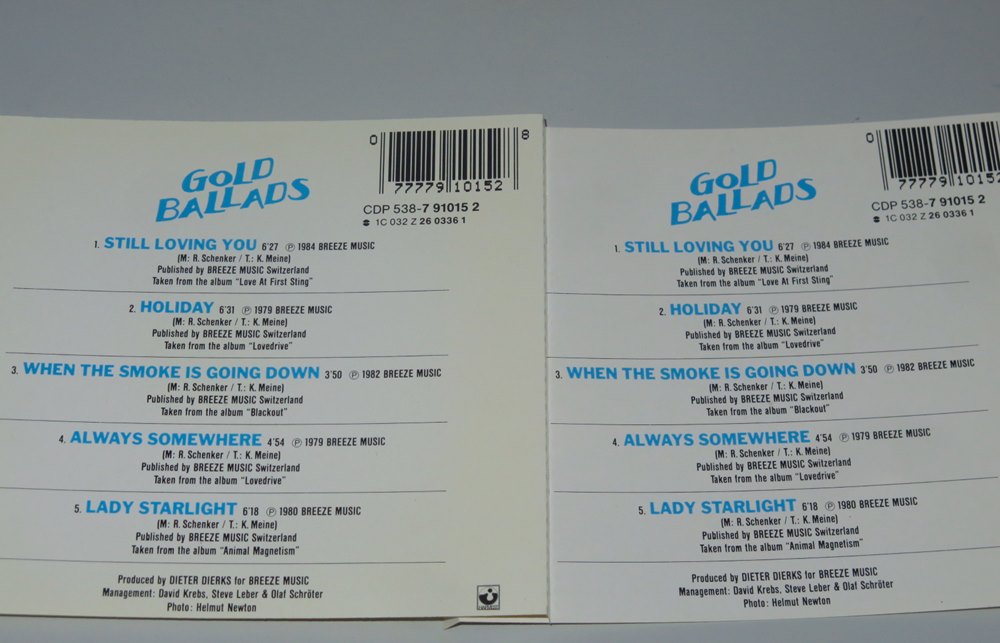 0
8
77779 10152
GOLD
BALLADS
CDP 538-7 91015 2
1C 032 Z 26 0336 1
1. STILL LOVING YOU 6'27 Ⓟ 1984 BREEZE MUSIC
(M: R. Schenker / T.: K. Meine)
Published by BREEZE MUSIC Switzerland
Taken from the album "Love At First Sting"
2. HOLIDAY 6'31 Ⓟ 1979 BREEZE MUSIC
(M: R. Schenker / T.: K. Meine)
Published by BREEZE MUSIC Switzerland
Taken from the album "Lovedrive"
3. WHEN THE SMOKE IS GOING DOWN 3'50 Ⓟ 1982 BREEZE MUSIC
(M: R. Schenker / T.: K. Meine)
Published by BREEZE MUSIC Switzerland
Taken from the album "Blackout"
4. ALWAYS SOMEWHERE 4'54 Ⓟ 1979 BREEZE MUSIC
(M: R. Schenker / T.: K. Meine)
Published by BREEZE MUSIC Switzerland
Taken from the album "Lovedrive"
5. LADY STARLIGHT 6'18 Ⓟ 1980 BREEZE MUSIC
(M: R. Schenker / T.: K. Meine)
Published by BREEZE MUSIC Switzerland
Taken from the album "Animal Magnetism"
Produced by DIETER DIERKS for BREEZE MUSIC
Management: David Krebs, Steve Leber & Olaf Schröter
Photo: Helmut Newton
0
77779 10152
GOLD
BALLADS
CDP 538-7 91015 2
1C 032 Z 26 0336 1
1. STILL LOVING YOU 6'27 Ⓟ 1984 BREEZE MUSIC
(M: R. Schenker / T.: K. Meine)
Published by BREEZE MUSIC Switzerland
Taken from the album "Love At First Sting"
2. HOLIDAY 6'31 Ⓟ 1979 BREEZE MUSIC
(M: R. Schenker / T.: K. Meine)
Published by BREEZE MUSIC Switzerland
Taken from the album "Lovedrive"
3. WHEN THE SMOKE IS GOING DOWN 3'50 Ⓟ 1982 BREEZE MUSIC
(M: R. Schenker / T.: K. Meine)
Published by BREEZE MUSIC Switzerland
Taken from the album "Blackout"
4. ALWAYS SOMEWHERE 4'54 Ⓟ 1979 BREEZE MUSIC
(M: R. Schenker / T.: K. Meine)
Published by BREEZE MUSIC Switzerland
Taken from the album "Lovedrive"
5. LADY STARLIGHT 6'18 Ⓟ 1980 BREEZE MUSIC
(M: R. Schenker / T.: K. Meine)
Published by BREEZE MUSIC Switzerland
Taken from the album "Animal Magnetism"
Produced by DIETER DIERKS for BREEZE MUSIC
Management: David Krebs, Steve Leber & Olaf Schröter
Photo: Helmut Newton